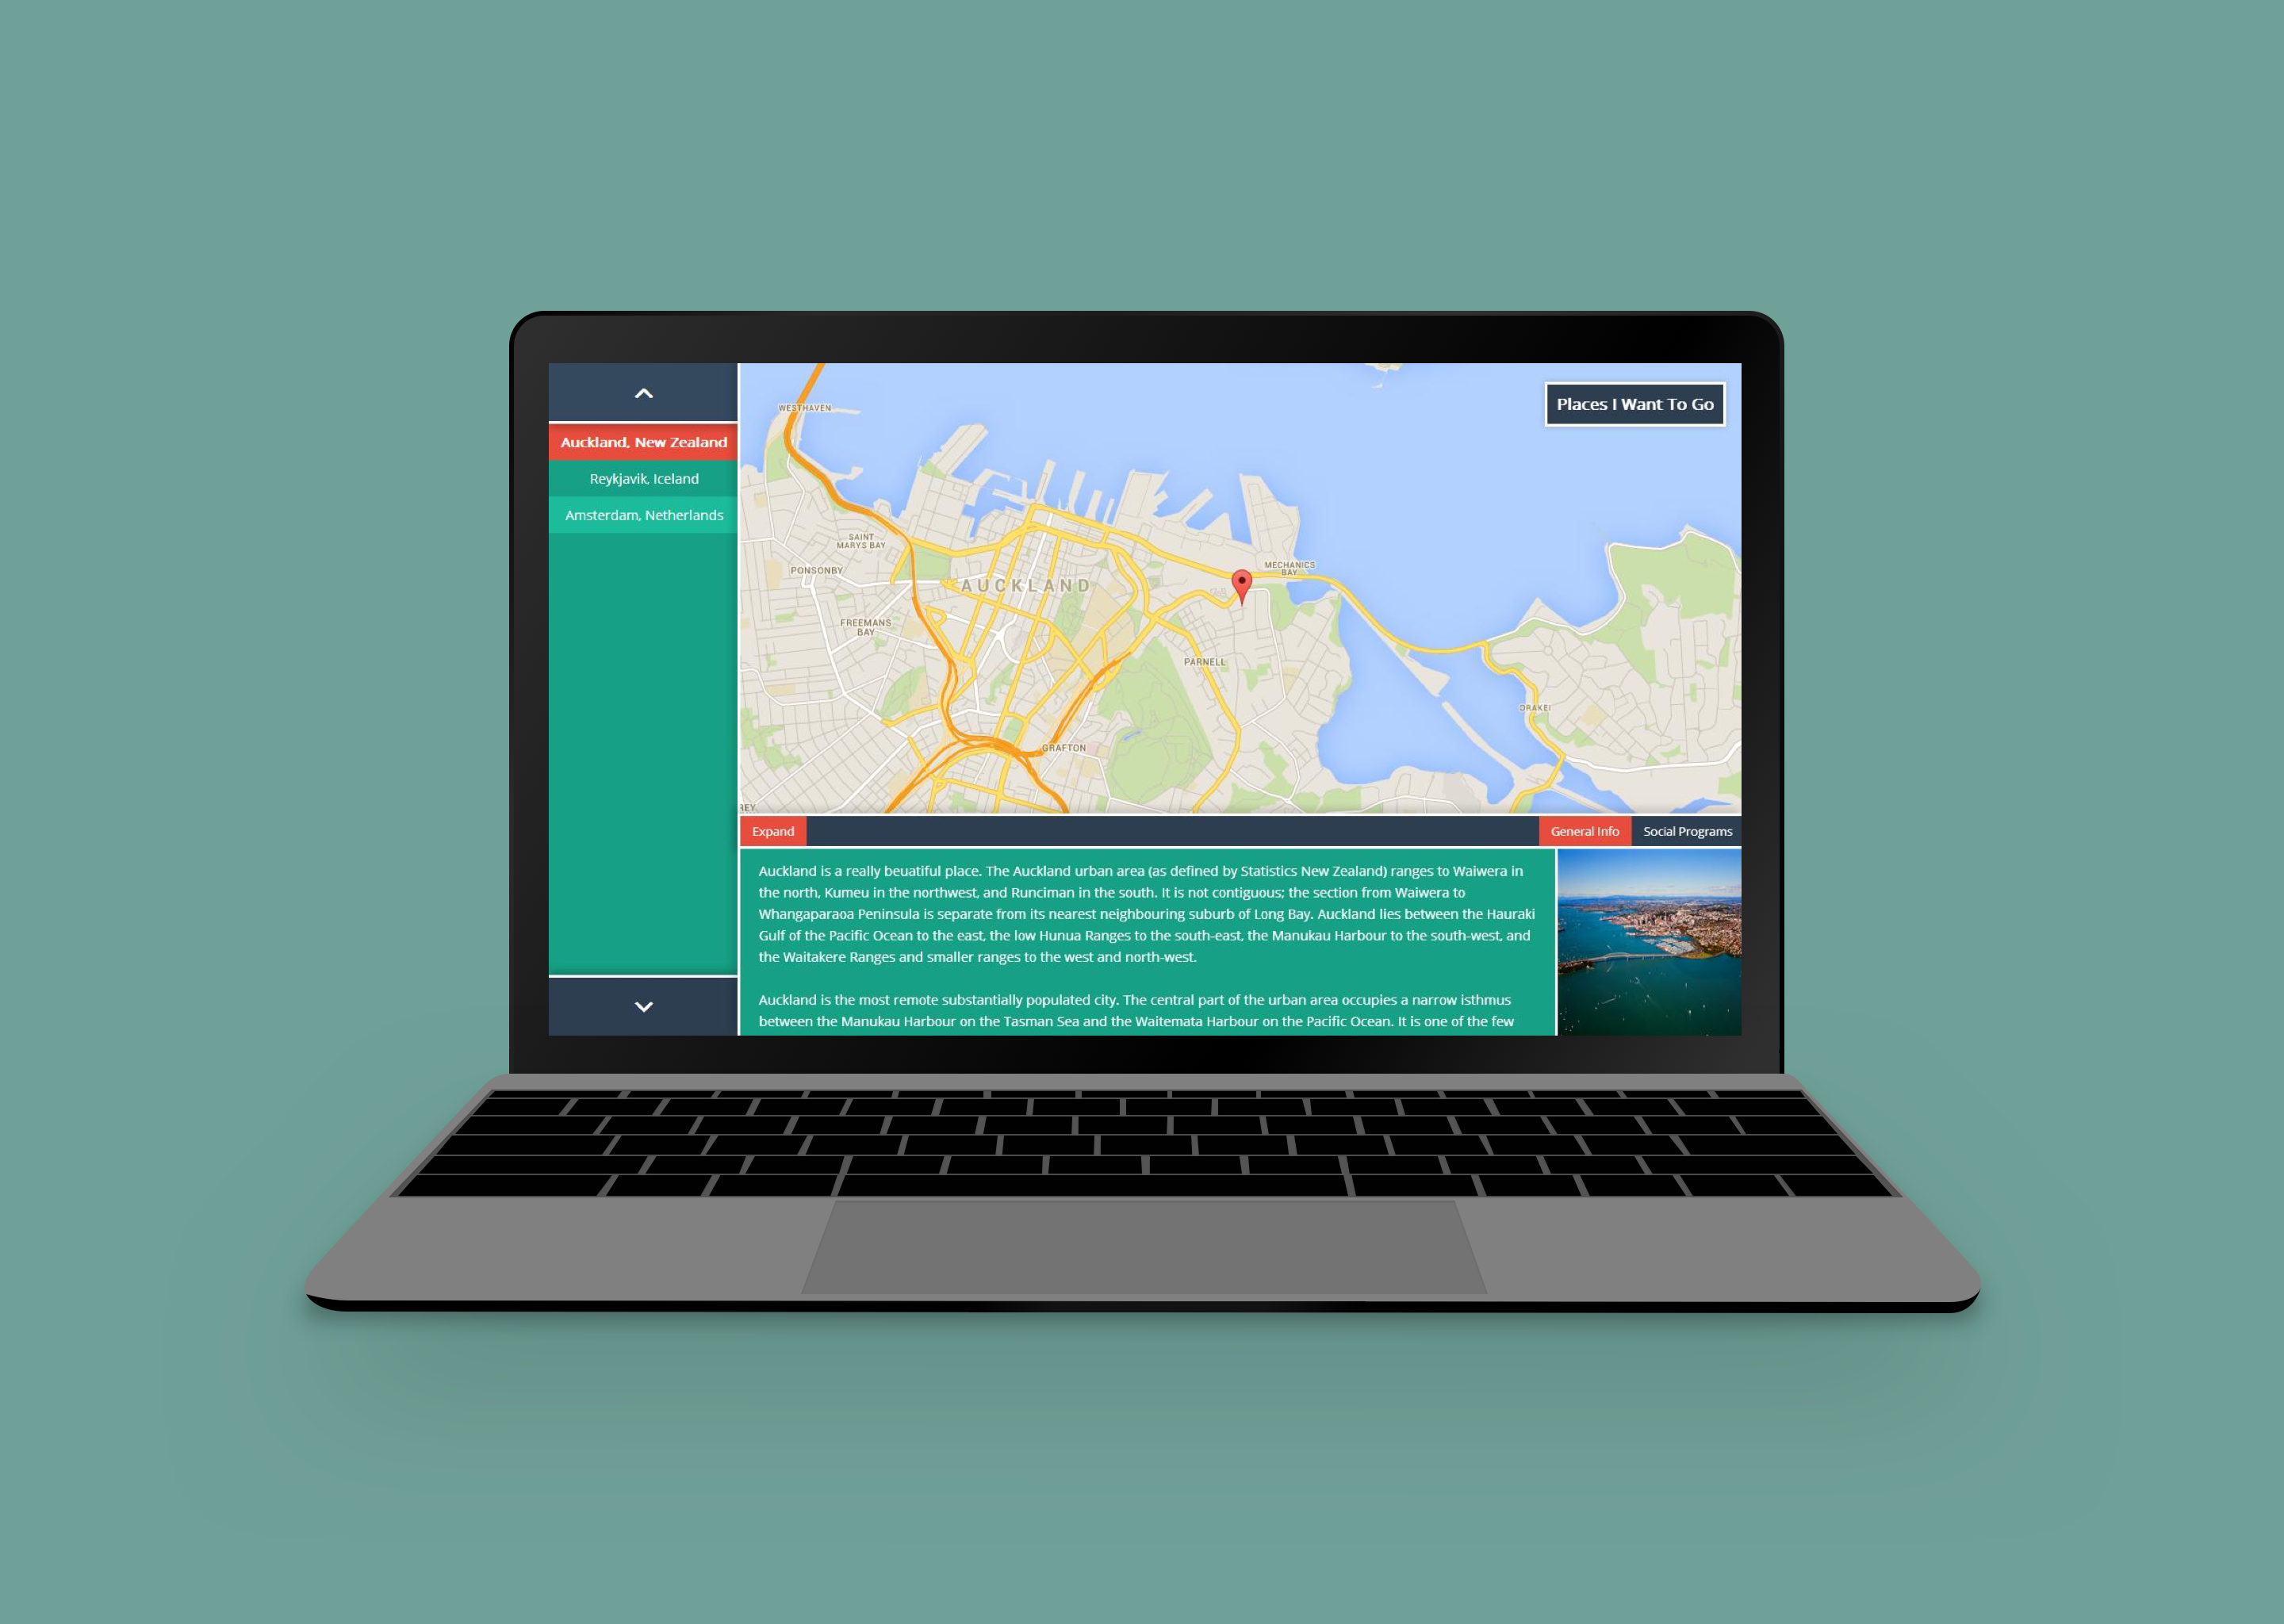 Places I Want To Go
Auckland, New Zealand
Reykjavik, Iceland
Amsterdam, Netherlands
WESTHAVEN
SAINT
MARYS BAY
PONSONBY
AUCKLAND
MECHANICS
BAY
FREEMANS
BAY
PARNELL
ORAKEI
GRAFTON
REY
Expand
General Info
Social Programs
Auckland is a really beuatiful place. The Auckland urban area (as defined by Statistics New Zealand) ranges to Waiwera in
the north, Kumeu in the northwest, and Runciman in the south. It is not contiguous; the section from Waiwera to
Whangaparaoa Peninsula is separate from its nearest neighbouring suburb of Long Bay. Auckland lies between the Hauraki
Gulf of the Pacific Ocean to the east, the low Hunua Ranges to the south-east, the Manukau Harbour to the south-west, and
the Waitakere Ranges and smaller ranges to the west and north-west.
Auckland is the most remote substantially populated city. The central part of the urban area occupies a narrow isthmus
between the Manukau Harbour on the Tasman Sea and the Waitemata Harbour on the Pacific Ocean. It is one of the few